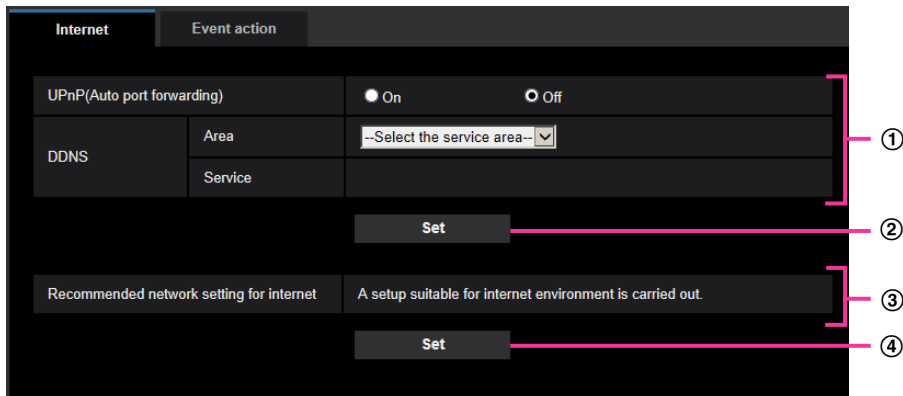 Internet Event action
UPnP(Auto port forwarding) On Off
①
DDNS Area --Select the service area--
Service
Set ②
Recommended network setting for internet A setup suitable for internet environment is carried out. ③
Set ④